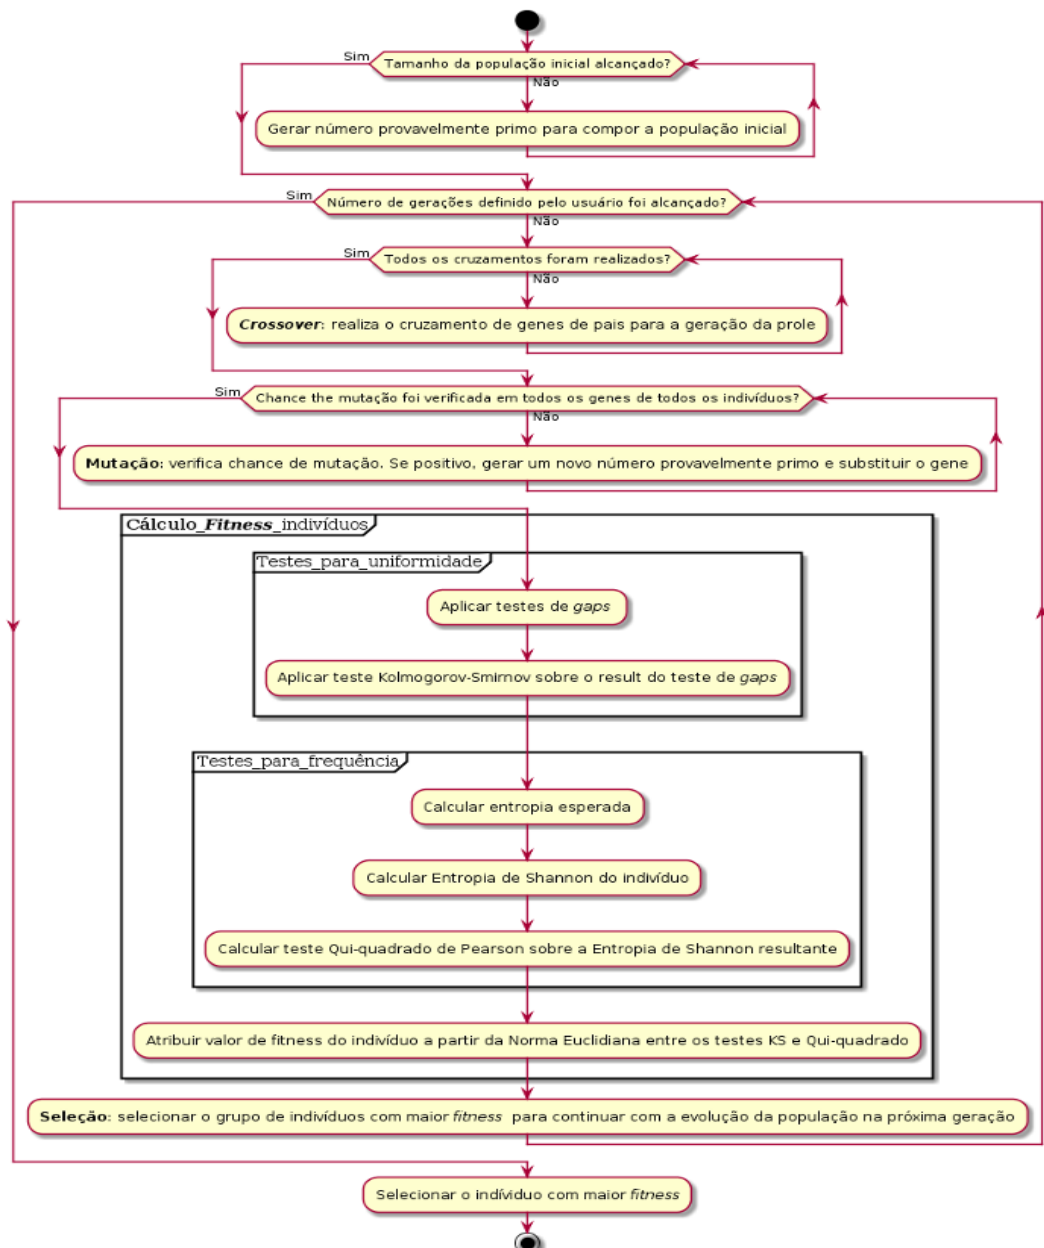 Tamanho da população inicial alcançado?
Sim
Não
Gerar número provavelmente primo para compor a população inicial
Número de gerações definido pelo usuário foi alcançado?
Sim
Não
Todos os cruzamentos foram realizados?
Sim
Não
Crossover: realiza o cruzamento de genes de pais para a geração da prole
Chance the mutação foi verificada em todos os genes de todos os indivíduos?
Sim
Não
Mutação: verifica chance de mutação. Se positivo, gerar um novo número provavelmente primo e substituir o gene
Cálculo_Fitness_indivíduos
Testes_para_uniformidade
Aplicar testes de gaps
Aplicar teste Kolmogorov-Smirnov sobre o result do teste de gaps
Testes_para_frequência
Calcular entropia esperada
Calcular Entropia de Shannon do indivíduo
Calcular teste Qui-quadrado de Pearson sobre a Entropia de Shannon resultante
Atribuir valor de fitness do indivíduo a partir da Norma Euclidiana entre os testes KS e Qui-quadrado
Seleção: selecionar o grupo de indivíduos com maior fitness para continuar com a evolução da população na próxima geração
Selecionar o indíviduo com maior fitness